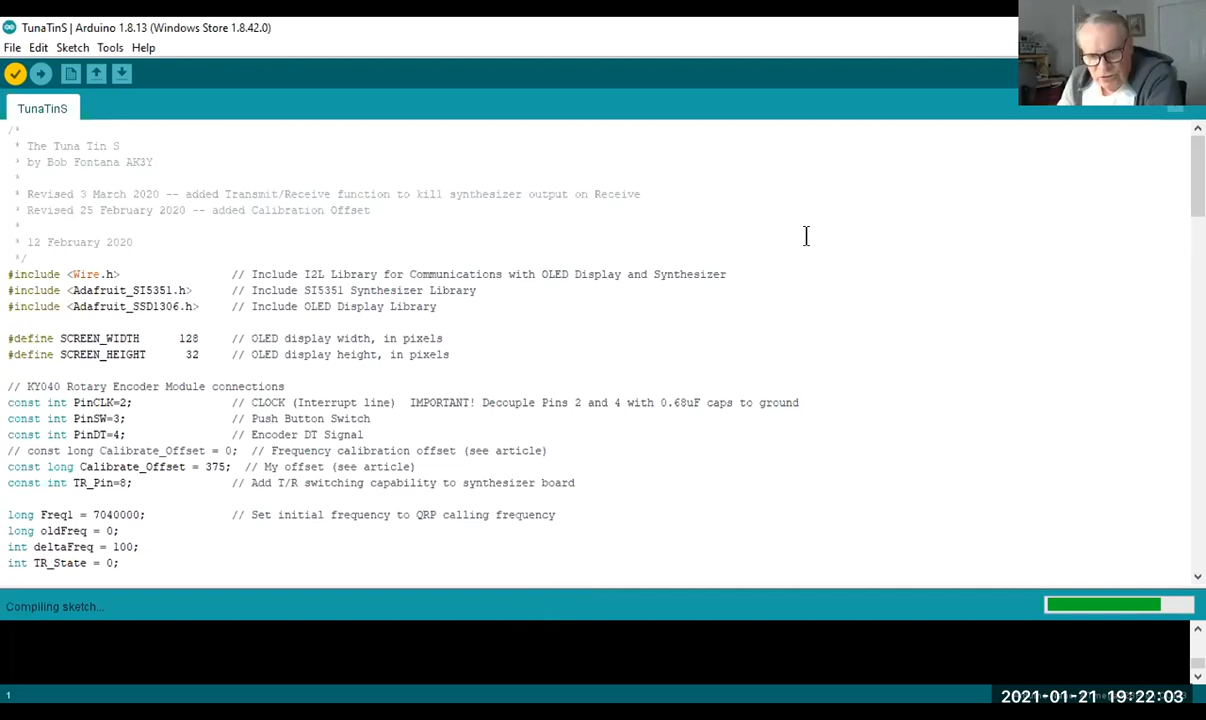 TunaTinS | Arduino 1.8.13 (Windows Store 1.8.42.0)
File Edit Sketch Tools Help
TunaTinS
/*
* The Tuna Tin S
* by Bob Fontana AK3Y
*
* Revised 3 March 2020 -- added Transmit/Receive function to kill synthesizer output on Receive
* Revised 25 February 2020 -- added Calibration Offset
*
* 12 February 2020
*/
#include <Wire.h> // Include I2L Library for Communications with OLED Display and Synthesizer
#include <Adafruit_SI5351.h> // Include SI5351 Synthesizer Library
#include <Adafruit_SSD1306.h> // Include OLED Display Library
#define SCREEN_WIDTH 128 // OLED display width, in pixels
#define SCREEN_HEIGHT 32 // OLED display height, in pixels
// KY040 Rotary Encoder Module connections
const int PinCLK=2; // CLOCK (Interrupt line) IMPORTANT! Decouple Pins 2 and 4 with 0.68uF caps to ground
const int PinSW=3; // Push Button Switch
const int PinDT=4; // Encoder DT Signal
// const long Calibrate_Offset = 0; // Frequency calibration offset (see article)
const long Calibrate_Offset = 375; // My offset (see article)
const int TR_Pin=8; // Add T/R switching capability to synthesizer board
long Freq1 = 7040000; // Set initial frequency to QRP calling frequency
long oldFreq = 0;
int deltaFreq = 100;
int TR_State = 0;
Compiling sketch...
1
2021-01-21 19:22:03